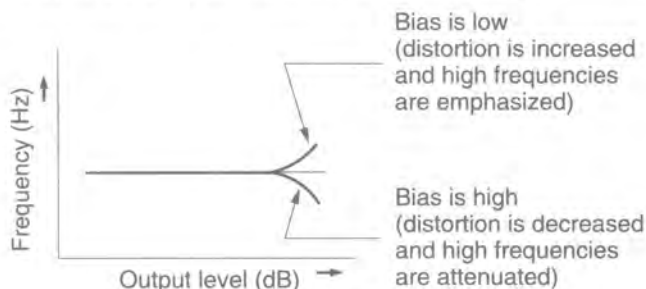 Bias is low
(distortion is increased
and high frequencies
are emphasized)
Frequency (Hz)
Bias is high
(distortion is decreased
and high frequencies
are attenuated)
Output level (dB)